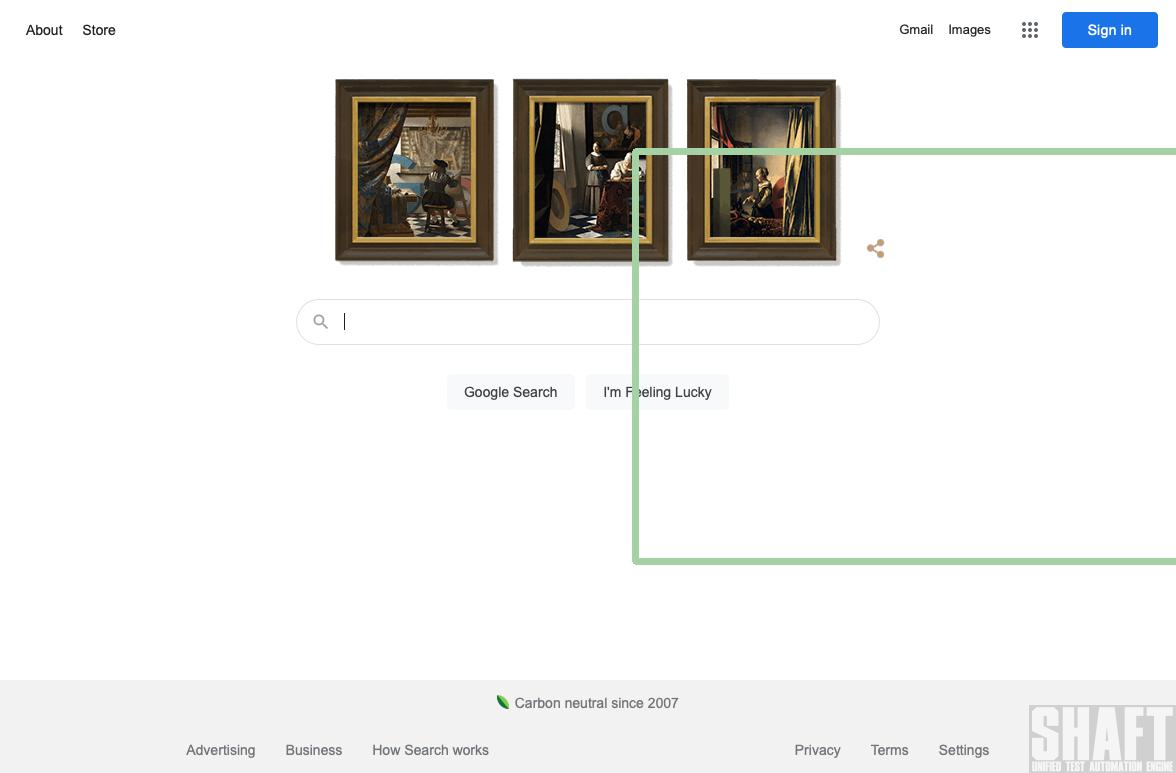 About Store
Gmail Images Sign in
Google Search I'm Feeling Lucky
Carbon neutral since 2007
Advertising Business How Search works
Privacy Terms Settings
SHAFT
UNIFIED TEST AUTOMATION ENGINE